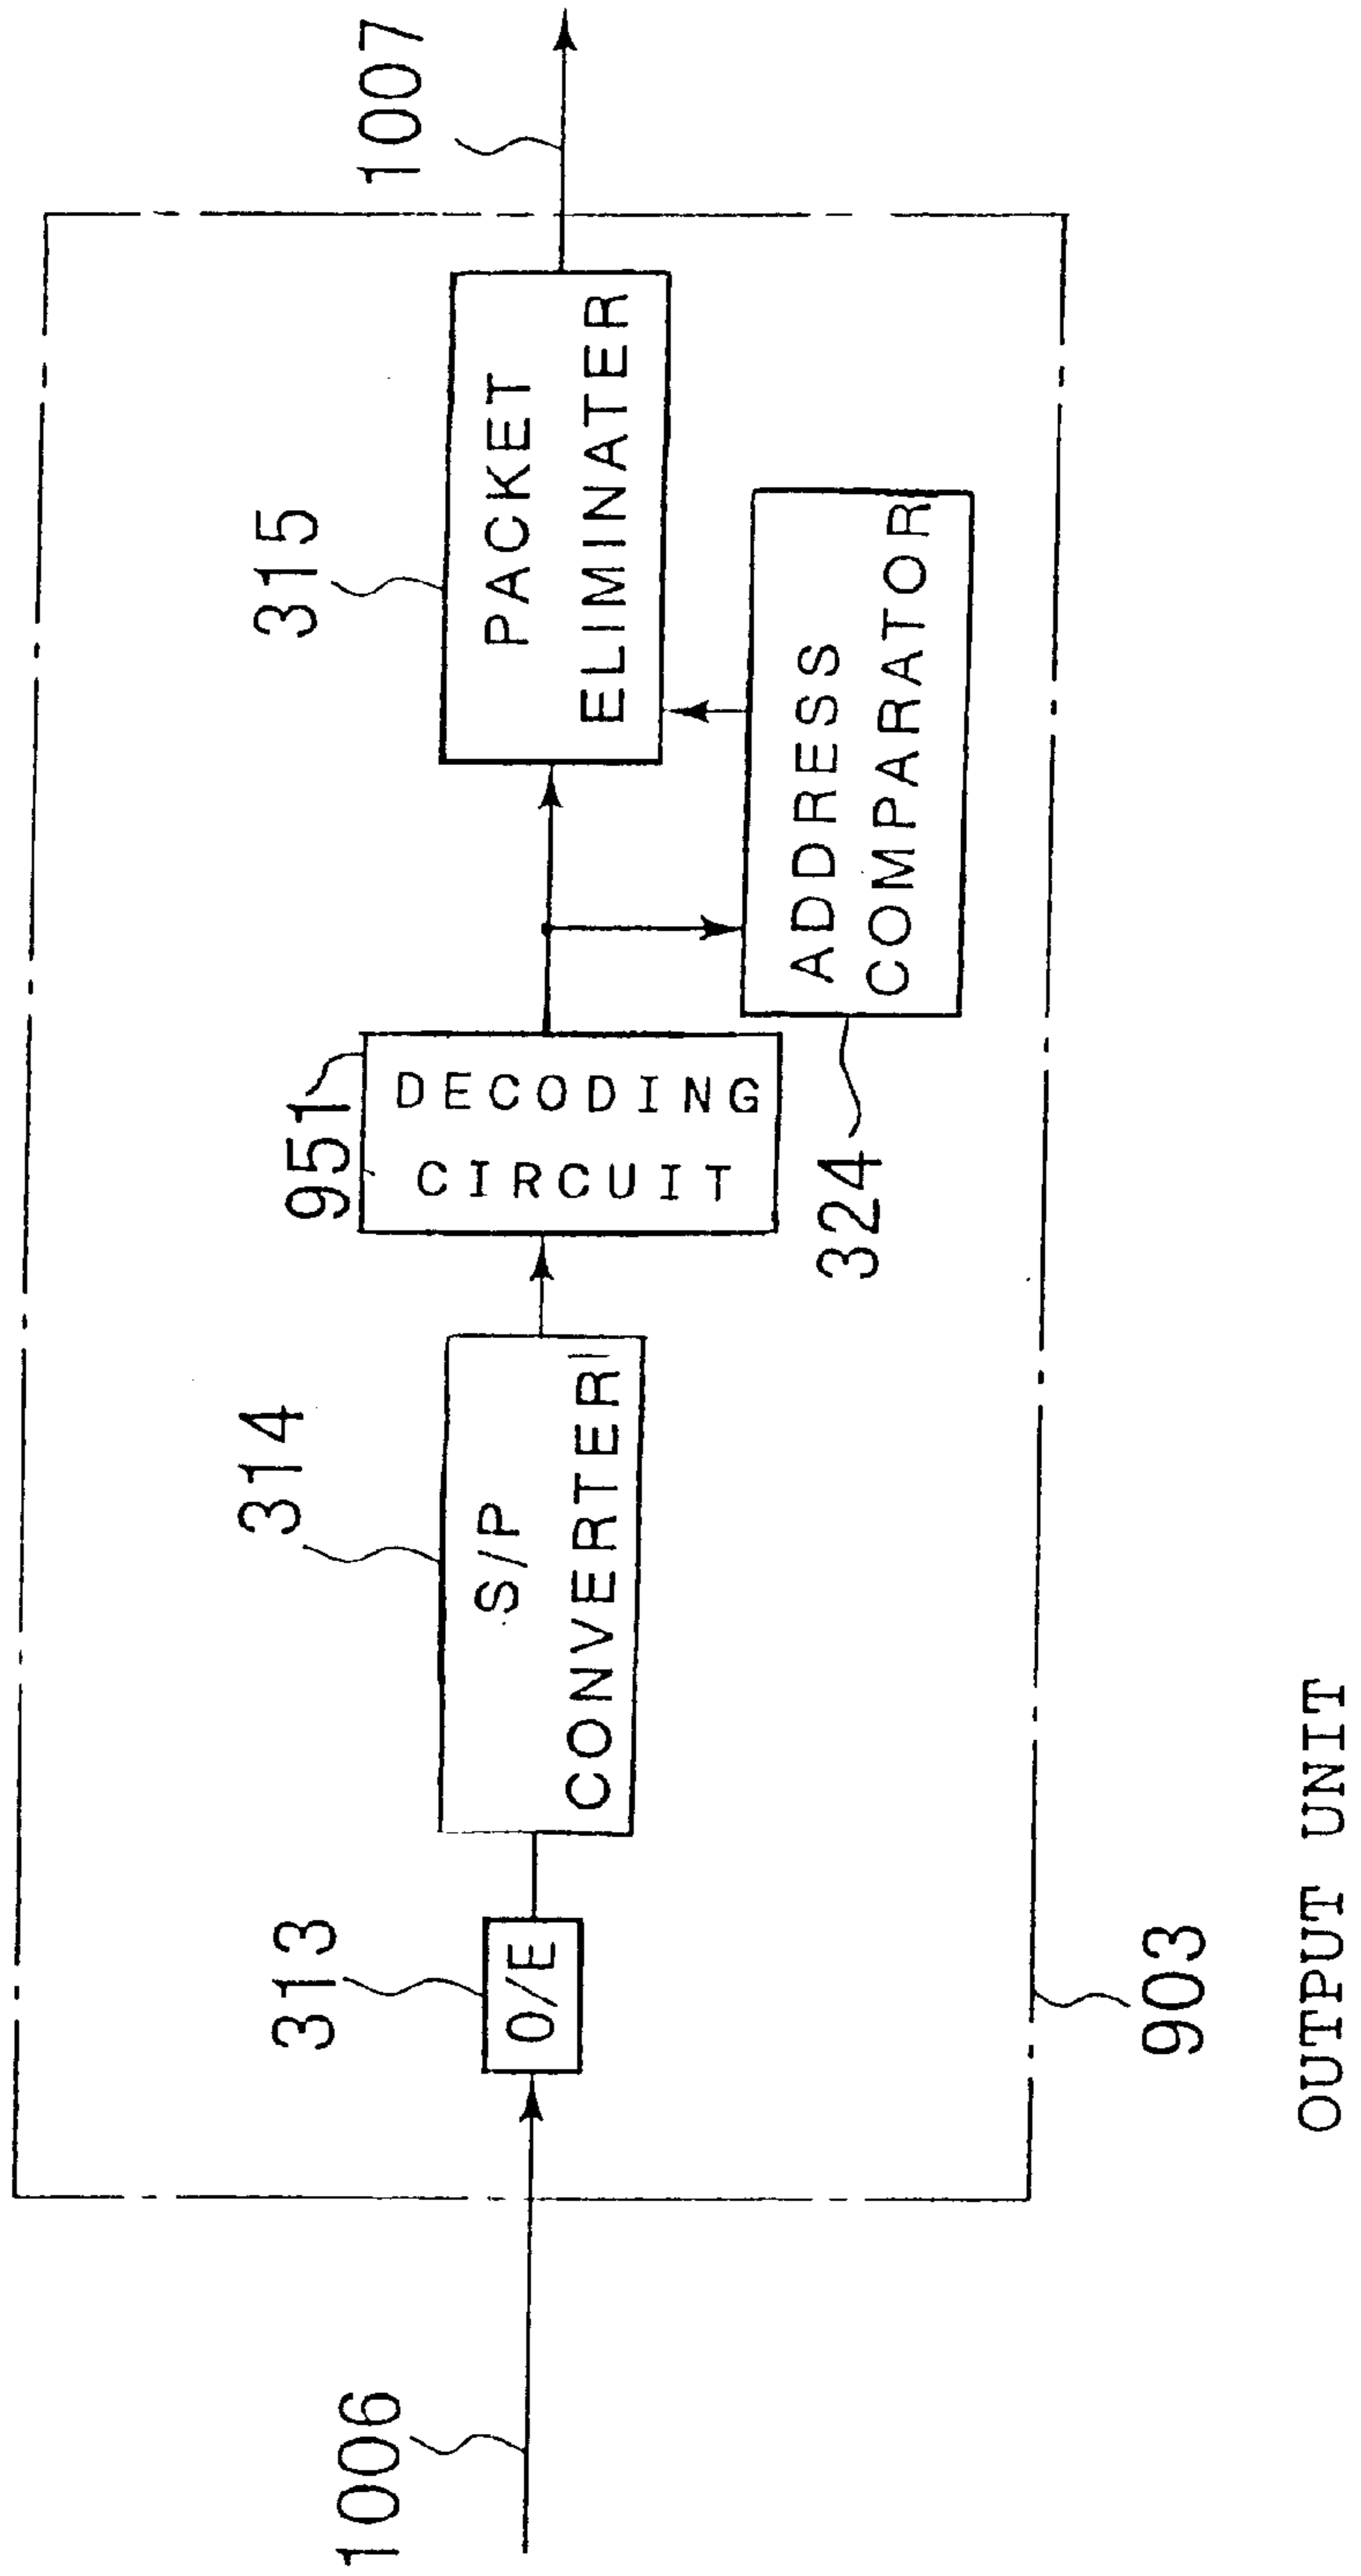 1006
313
O/E
314
S/P
CONVERTER
951
DECODING
CIRCUIT
315
PACKET
ELIMINATER
324
ADDRESS
COMPARATOR
1007
903
OUTPUT UNIT